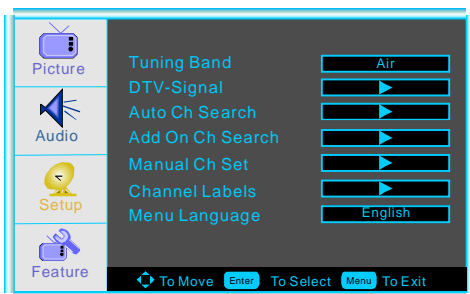 Picture
Audio
Setup
Feature
Tuning Band Air
DTV-Signal
Auto Ch Search
Add On Ch Search
Manual Ch Set
Channel Labels
Menu Language English
To Move Enter To Select Menu To Exit